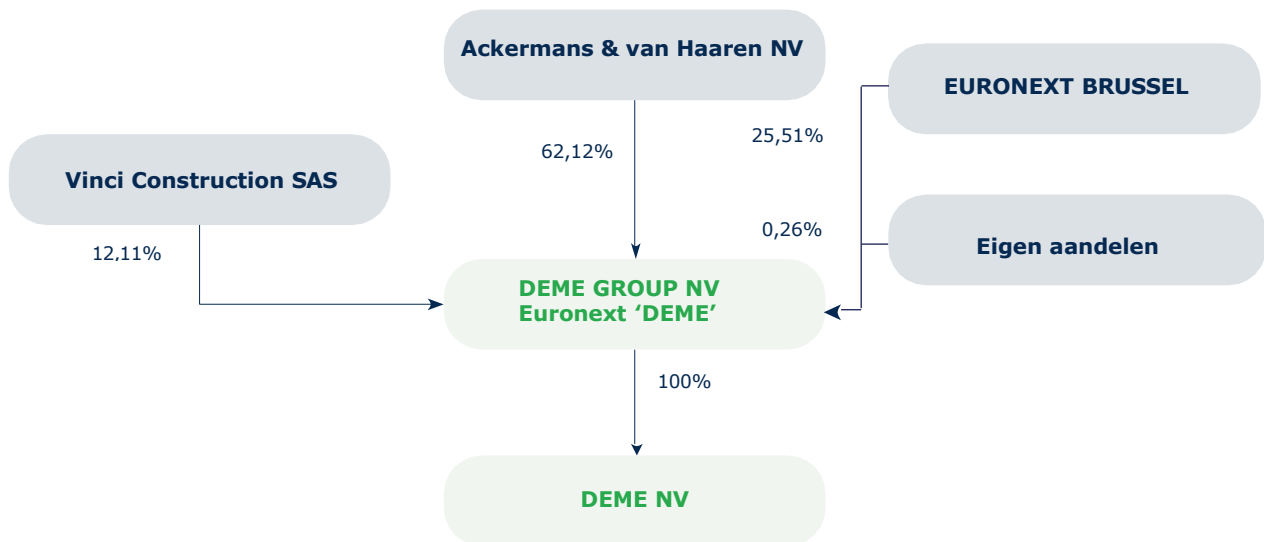 Ackermans & van Haaren NV
EURONEXT BRUSSEL
25,51%
62,12%
Vinci Construction SAS
0,26%
Eigen aandelen
12,11%
DEME GROUP NV
Euronext ‘DEME’
100%
DEME NV